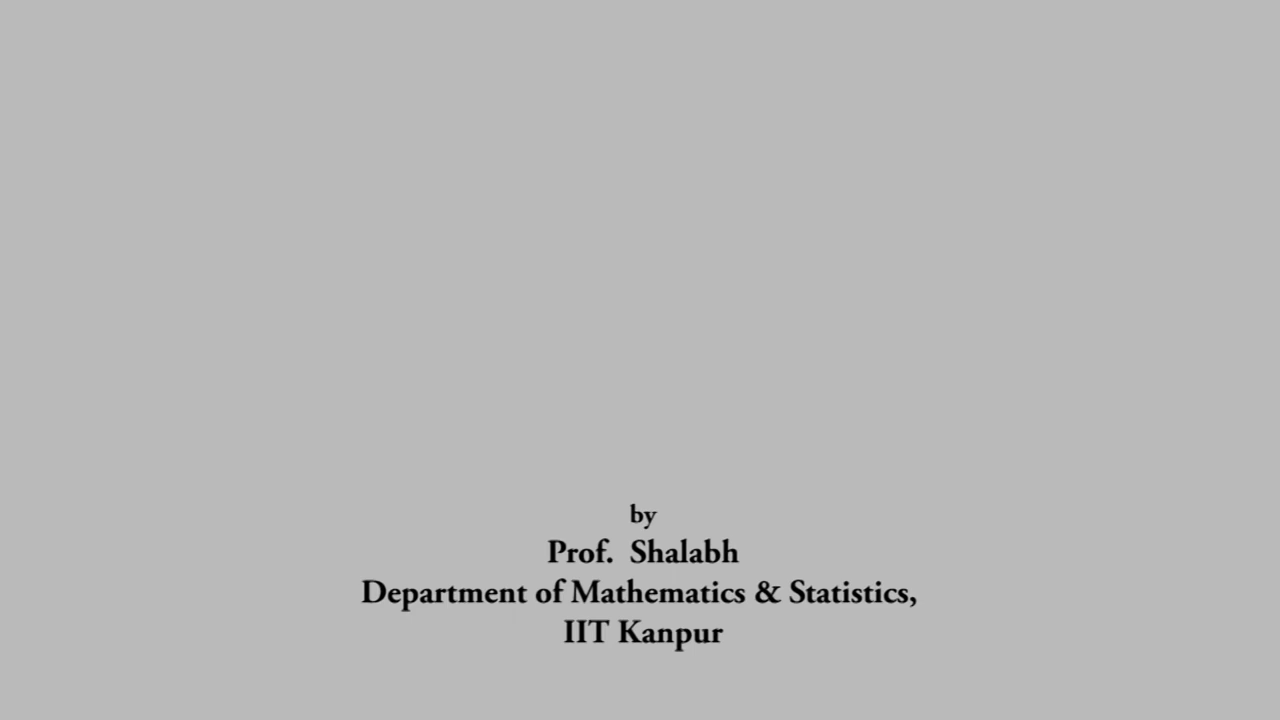 by
Prof. Shalabh
Department of Mathematics & Statistics,
IIT Kanpur